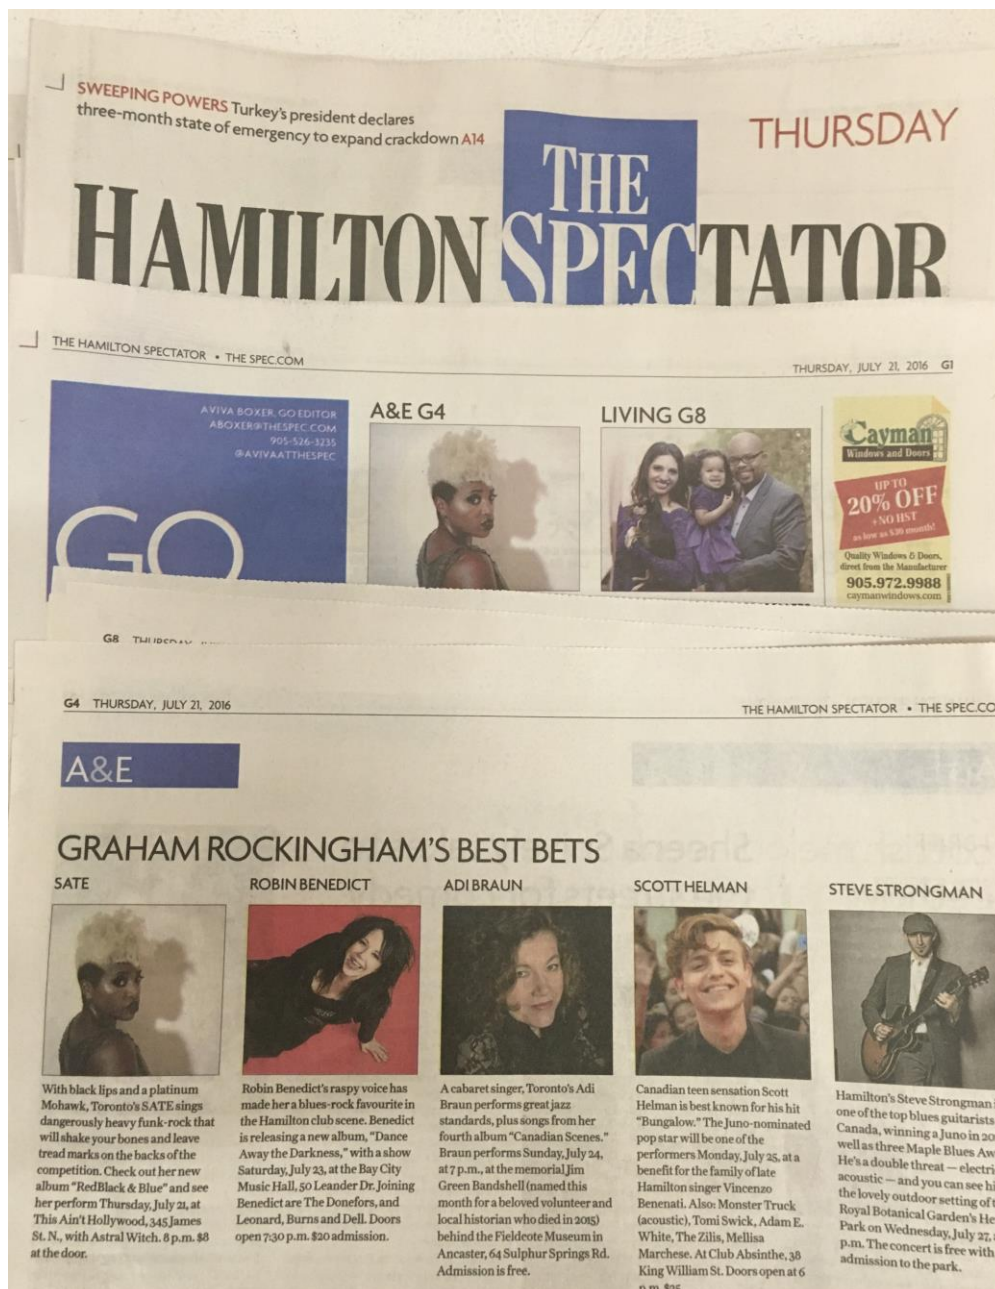 SWEEPING POWERS Turkey's president declares
three-month state of emergency to expand crackdown A14
THURSDAY
THE
HAMILTON SPECTATOR
THE HAMILTON SPECTATOR • THE SPEC.COM
THURSDAY, JULY 21, 2016 G1
AVIVA BOXER, GO EDITOR
ABOXER@THESPEC.COM
905-526-3235
@AVIVAATTHESPEC
GO
A&E G4
LIVING G8
Cayman
Windows and Doors
UP TO
20% OFF
+NO HST
as low as $39 month!
Quality Windows & Doors,
direct from the Manufacturer
905.972.9988
caymanwindows.com
G8
G4 THURSDAY, JULY 21, 2016
THE HAMILTON SPECTATOR • THE SPEC.CO
A&E
GRAHAM ROCKINGHAM'S BEST BETS
SATE
With black lips and a platinum
Mohawk, Toronto's SATE sings
dangerously heavy funk-rock that
will shake your bones and leave
tread marks on the backs of the
competition. Check out her new
album "RedBlack & Blue" and see
her perform Thursday, July 21, at
This Ain't Hollywood, 345 James
St. N., with Astral Witch. 8 p.m. $8
at the door.
ROBIN BENEDICT
Robin Benedict's raspy voice has
made her a blues-rock favourite in
the Hamilton club scene. Benedict
is releasing a new album, "Dance
Away the Darkness," with a show
Saturday, July 23, at the Bay City
Music Hall, 50 Leander Dr. Joining
Benedict are The Donefors, and
Leonard, Burns and Dell. Doors
open 7:30 p.m. $20 admission.
ADI BRAUN
A cabaret singer, Toronto's Adi
Braun performs great jazz
standards, plus songs from her
fourth album "Canadian Scenes."
Braun performs Sunday, July 24,
at 7 p.m., at the memorial Jim
Green Bandshell (named this
month for a beloved volunteer and
local historian who died in 2015)
behind the Fieldcote Museum in
Ancaster, 64 Sulphur Springs Rd.
Admission is free.
SCOTT HELMAN
Canadian teen sensation Scott
Helman is best known for his hit
"Bungalow." The Juno-nominated
pop star will be one of the
performers Monday, July 25, at a
benefit for the family of late
Hamilton singer Vincenzo
Benenati. Also: Monster Truck
(acoustic), Tomi Swick, Adam E.
White, The Zilis, Mellisa
Marchese. At Club Absinthe, 38
King William St. Doors open at 6
p.m. $25
STEVE STRONGMAN
Hamilton's Steve Strongman
one of the top blues guitarists
Canada, winning a Juno in 20
well as three Maple Blues Aw
He's a double threat — electri
acoustic — and you can see hi
the lovely outdoor setting of t
Royal Botanical Garden's He
Park on Wednesday, July 27,
p.m. The concert is free with
admission to the park.